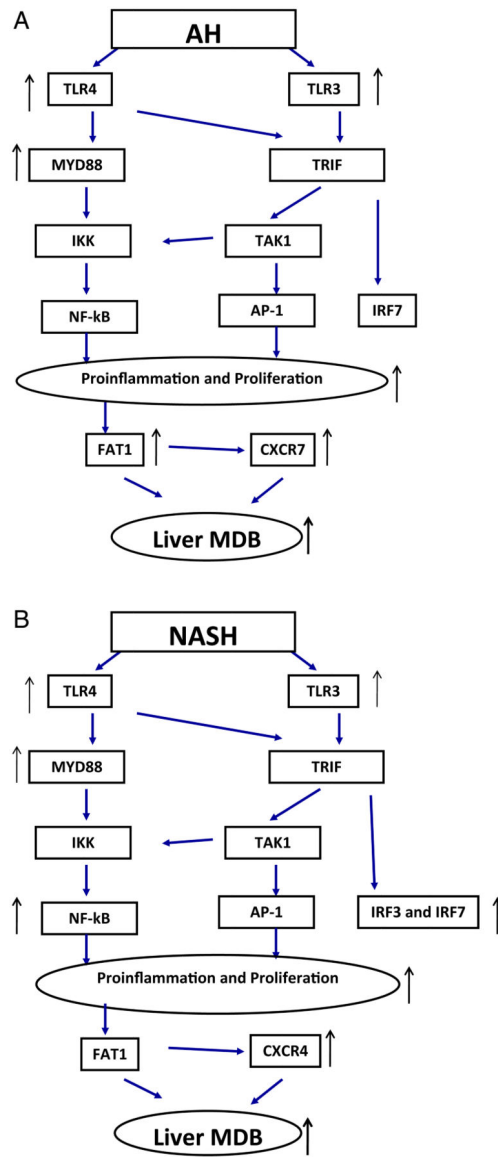 A
AH
TLR4
TLR3
MYD88
TRIF
IKK
TAK1
NF-kB
AP-1
IRF7
Proinflammation and Proliferation
FAT1
CXCR7
Liver MDB
B
NASH
TLR4
TLR3
MYD88
TRIF
IKK
TAK1
NF-kB
AP-1
IRF3 and IRF7
Proinflammation and Proliferation
FAT1
CXCR4
Liver MDB